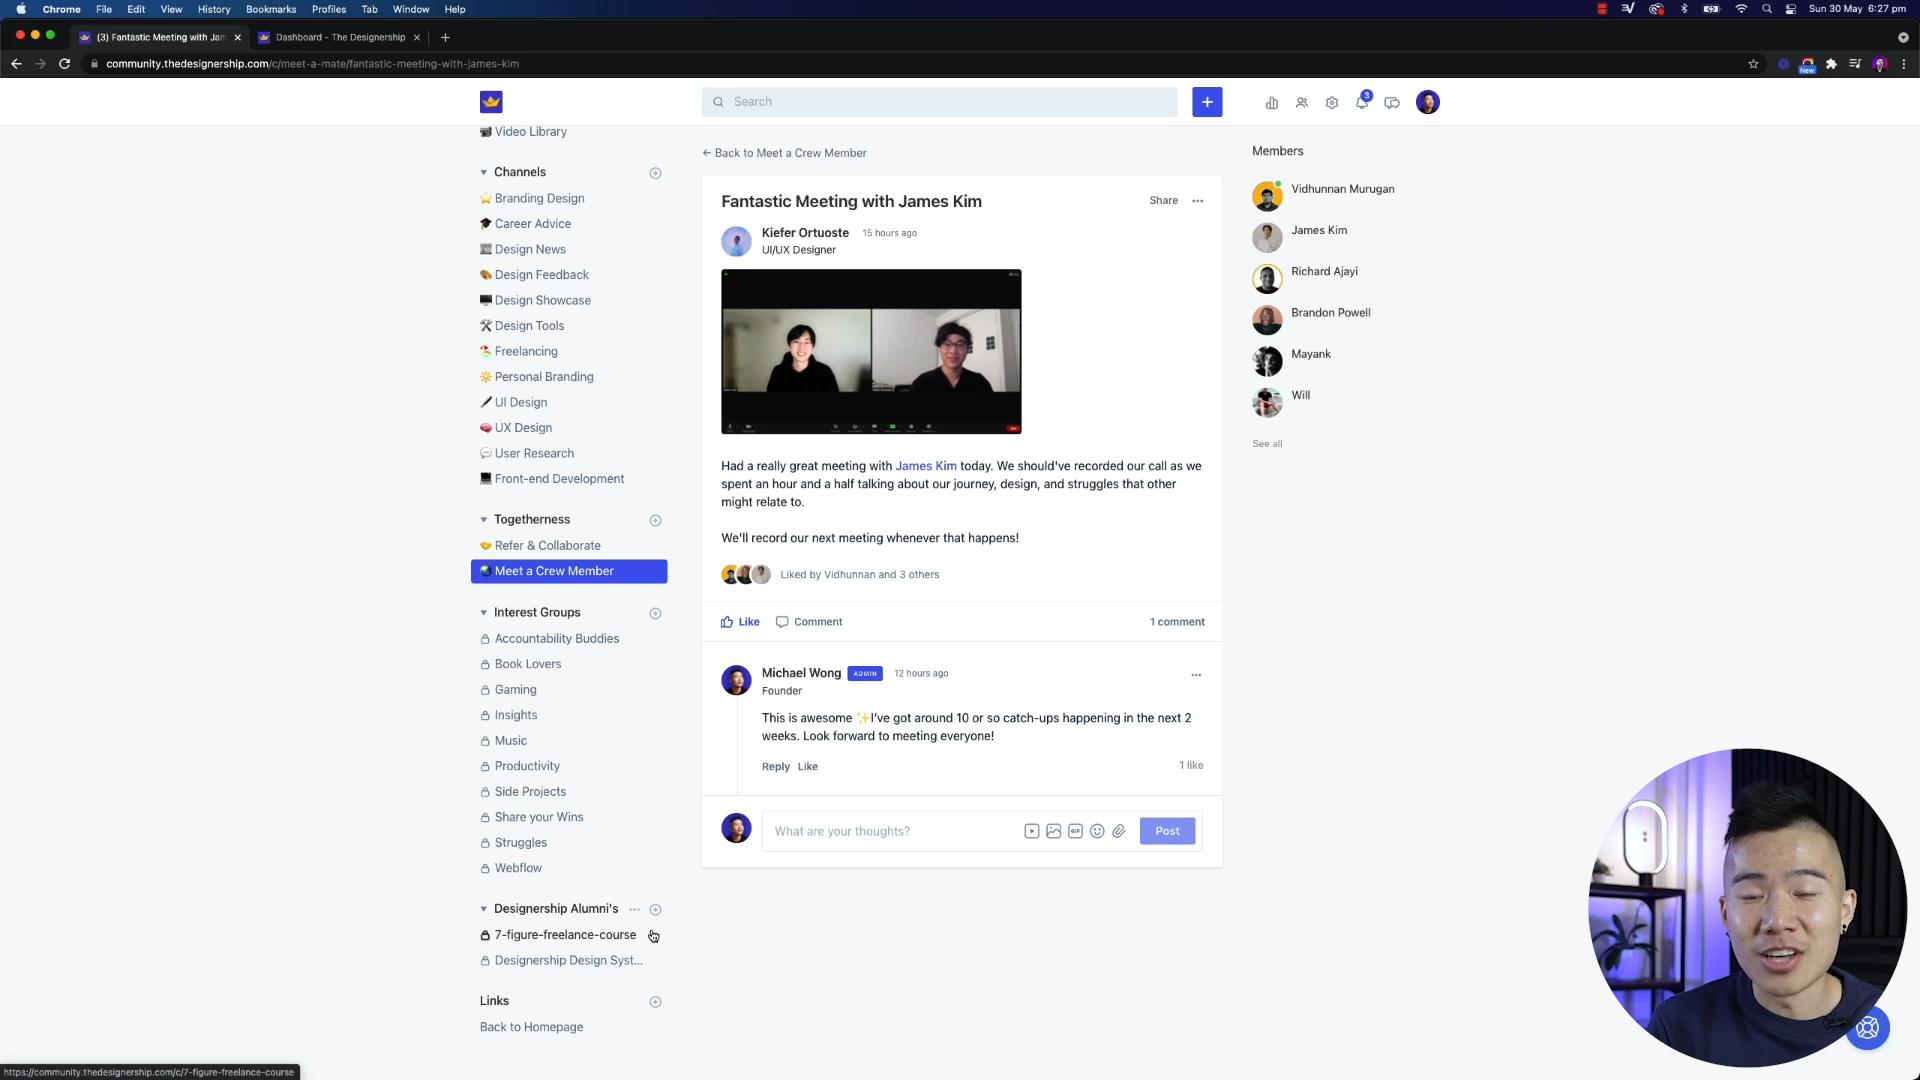 Chrome File Edit View History Bookmarks Profiles Tab Window Help
Sun 30 May 6:27 pm
(3) Fantastic Meeting with Jam
Dashboard - The Designership
community.thedesignership.com/c/meet-a-mate/fantastic-meeting-with-james-kim
New
Search
3
Video Library
Channels
Branding Design
Career Advice
Design News
Design Feedback
Design Showcase
Design Tools
Freelancing
Personal Branding
UI Design
UX Design
User Research
Front-end Development
Togetherness
Refer & Collaborate
Meet a Crew Member
Interest Groups
Accountability Buddies
Book Lovers
Gaming
Insights
Music
Productivity
Side Projects
Share your Wins
Struggles
Webflow
Designership Alumni's
7-figure-freelance-course
Designership Design Syst...
Links
Back to Homepage
← Back to Meet a Crew Member
Fantastic Meeting with James Kim
Share
Kiefer Ortuoste 15 hours ago
UI/UX Designer
Had a really great meeting with James Kim today. We should've recorded our call as we
spent an hour and a half talking about our journey, design, and struggles that other
might relate to.
We'll record our next meeting whenever that happens!
Liked by Vidhunnan and 3 others
Like Comment 1 comment
Michael Wong ADMIN 12 hours ago
Founder
This is awesome ✨I've got around 10 or so catch-ups happening in the next 2
weeks. Look forward to meeting everyone!
Reply Like 1 like
What are your thoughts?
GIF
Post
Members
Vidhunnan Murugan
James Kim
Richard Ajayi
Brandon Powell
Mayank
Will
See all
https://community.thedesignership.com/c/7-figure-freelance-course